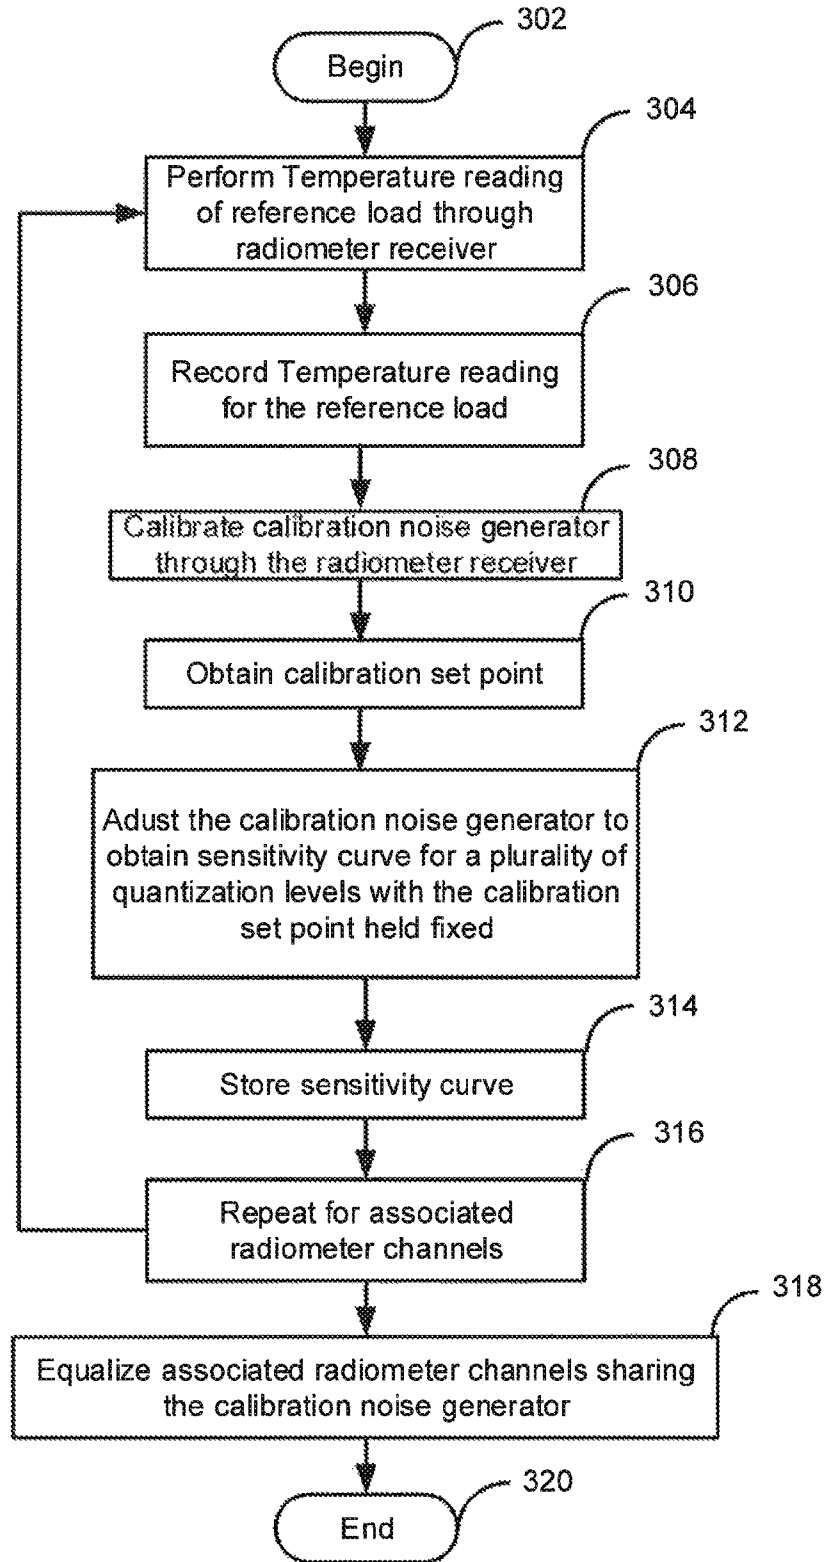 302
Begin
304
Perform Temperature reading
of reference load through
radiometer receiver
306
Record Temperature reading
for the reference load
308
Calibrate calibration noise generator
through the radiometer receiver
310
Obtain calibration set point
312
Adust the calibration noise generator to
obtain sensitivity curve for a plurality of
quantization levels with the calibration
set point held fixed
314
Store sensitivity curve
316
Repeat for associated
radiometer channels
318
Equalize associated radiometer channels sharing
the calibration noise generator
320
End